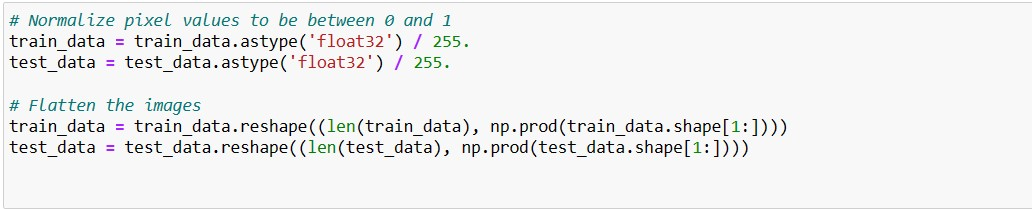 # Normalize pixel values to be between 0 and 1
train_data = train_data.astype('float32') / 255.
test_data = test_data.astype('float32') / 255.
# Flatten the images
train_data = train_data.reshape((len(train_data), np.prod(train_data.shape[1:])))
test_data = test_data.reshape((len(test_data), np.prod(test_data.shape[1:])))